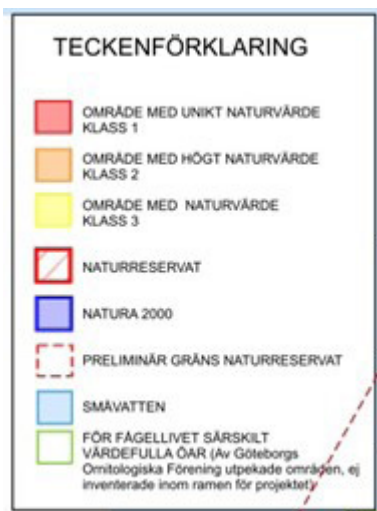 TECKENFÖRKLARING
OMRÅDE MED UNIKT NATURVÄRDE
KLASS 1
OMRÅDE MED HÖGT NATURVÄRDE
KLASS 2
OMRÅDE MED NATURVÄRDE
KLASS 3
NATURRESERVAT
NATURA 2000
PRELIMINÄR GRÄNS NATURRESERVAT
SMÅVATTEN
FÖR FÅGELLIVET SÄRSKILT
VÄRDEFULLA ÖAR (Av Göteborgs
Ornitologiska Förening utpekade områden, ej
inventerade inom ramen för projektet)